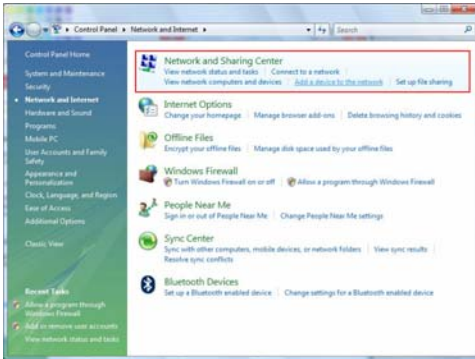 Control Panel Network and Internet
Search
Control Panel Home
System and Maintenance
Security
Network and Internet
Hardware and Sound
Programs
Mobile PC
User Accounts and Family
Safety
Appearance and
Personalization
Clock, Language, and Region
Ease of Access
Additional Options
Classic View
Recent Tasks
Allow a program through
Windows Firewall
Add or remove user accounts
View network status and tasks
Network and Sharing Center
View network status and tasks Connect to a network
View network computers and devices Add a device to the network Set up file sharing
Internet Options
Change your homepage Manage browser add-ons Delete browsing history and cookies
Offline Files
Encrypt your offline files Manage disk space used by your offline files
Windows Firewall
Turn Windows Firewall on or off Allow a program through Windows Firewall
People Near Me
Sign in or out of People Near Me Change People Near Me settings
Sync Center
Sync with other computers, mobile devices, or network folders View sync results
Resolve sync conflicts
Bluetooth Devices
Set up a Bluetooth enabled device Change settings for a Bluetooth enabled device